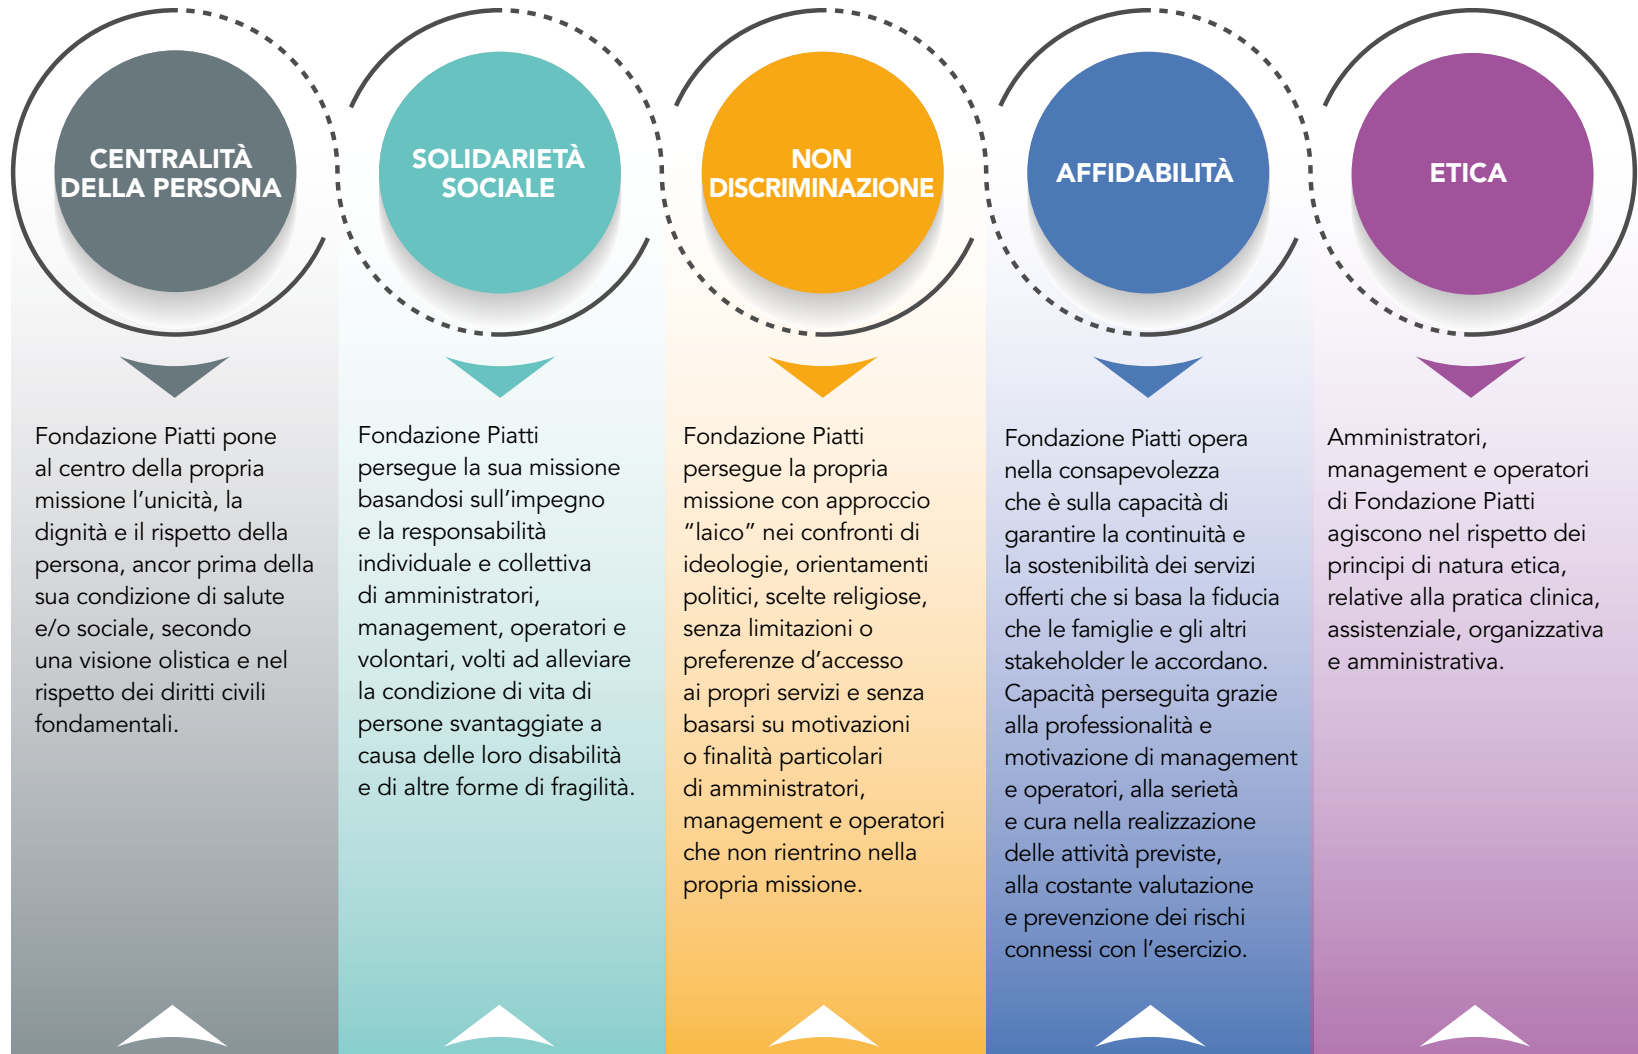 CENTRALITÀ
DELLA PERSONA
Fondazione Piatti pone
al centro della propria
missione l’unicità, la
dignità e il rispetto della
persona, ancor prima della
sua condizione di salute
e/o sociale, secondo
una visione olistica e nel
rispetto dei diritti civili
fondamentali.
SOLIDARIETÀ
SOCIALE
Fondazione Piatti
persegue la sua missione
basandosi sull’impegno
e la responsabilità
individuale e collettiva
di amministratori,
management, operatori e
volontari, volti ad alleviare
la condizione di vita di
persone svantaggiate a
causa delle loro disabilità
e di altre forme di fragilità.
NON
DISCRIMINAZIONE
Fondazione Piatti
persegue la propria
missione con approccio
“laico” nei confronti di
ideologie, orientamenti
politici, scelte religiose,
senza limitazioni o
preferenze d’accesso
ai propri servizi e senza
basarsi su motivazioni
o finalità particolari
di amministratori,
management e operatori
che non rientrino nella
propria missione.
AFFIDABILITÀ
Fondazione Piatti opera
nella consapevolezza
che è sulla capacità di
garantire la continuità e
la sostenibilità dei servizi
offerti che si basa la fiducia
che le famiglie e gli altri
stakeholder le accordano.
Capacità perseguita grazie
alla professionalità e
motivazione di management
e operatori, alla serietà
e cura nella realizzazione
delle attività previste,
alla costante valutazione
e prevenzione dei rischi
connessi con l’esercizio.
ETICA
Amministratori,
management e operatori
di Fondazione Piatti
agiscono nel rispetto dei
principi di natura etica,
relative alla pratica clinica,
assistenziale, organizzativa
e amministrativa.